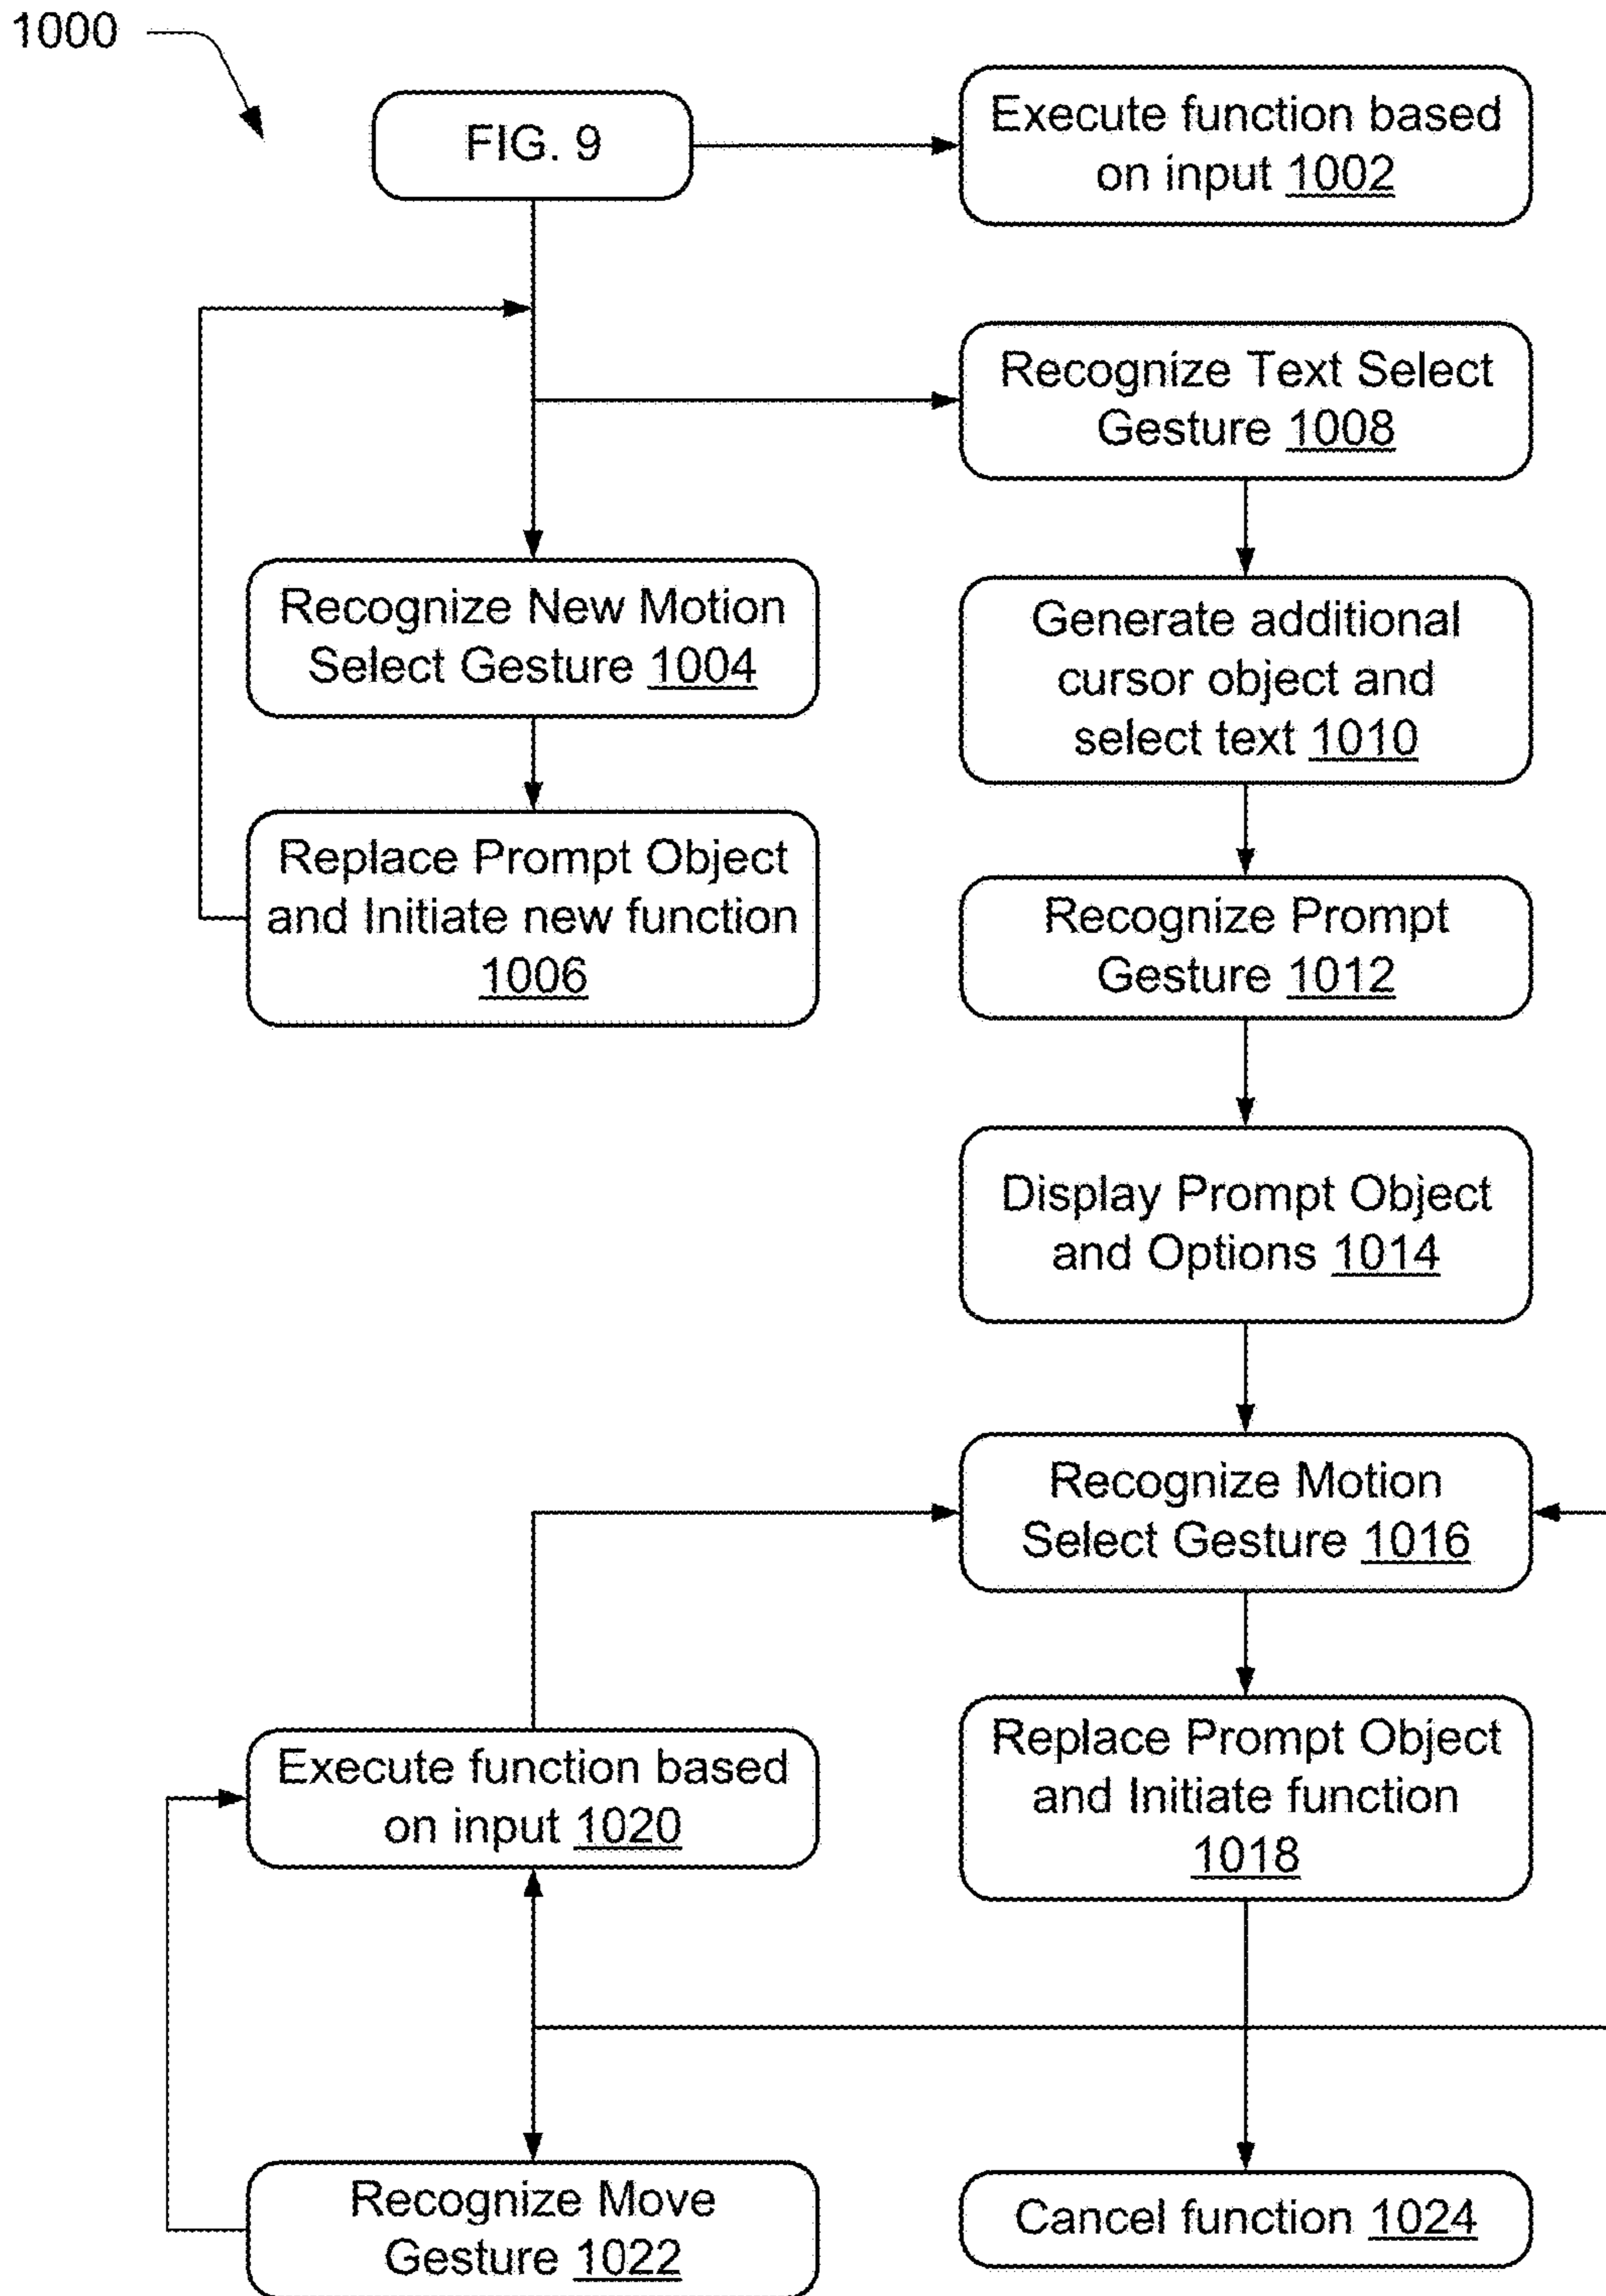 1000
FIG. 9
Execute function based
on input 1002
Recognize Text Select
Gesture 1008
Recognize New Motion
Select Gesture 1004
Generate additional
cursor object and
select text 1010
Replace Prompt Object
and Initiate new function
1006
Recognize Prompt
Gesture 1012
Display Prompt Object
and Options 1014
Recognize Motion
Select Gesture 1016
Replace Prompt Object
and Initiate function
1018
Execute function based
on input 1020
Recognize Move
Gesture 1022
Cancel function 1024